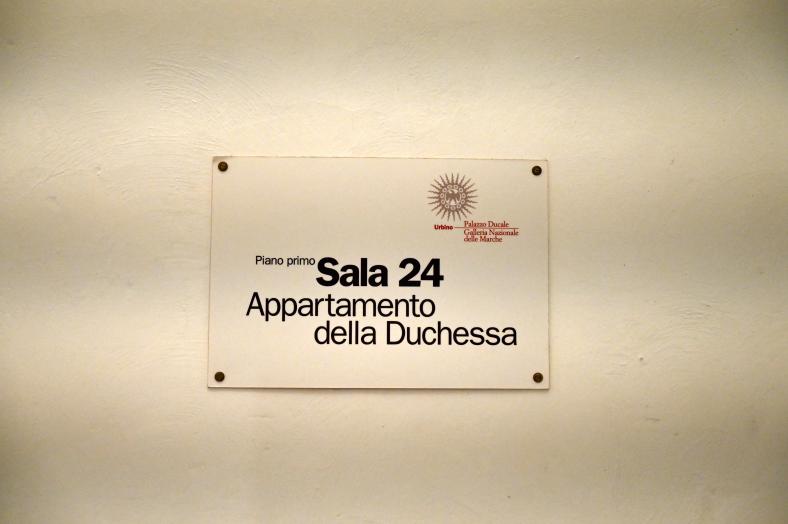 Urbino Palazzo Ducale
Galleria Nazionale
delle Marche
Piano primo Sala 24
Appartamento
della Duchessa